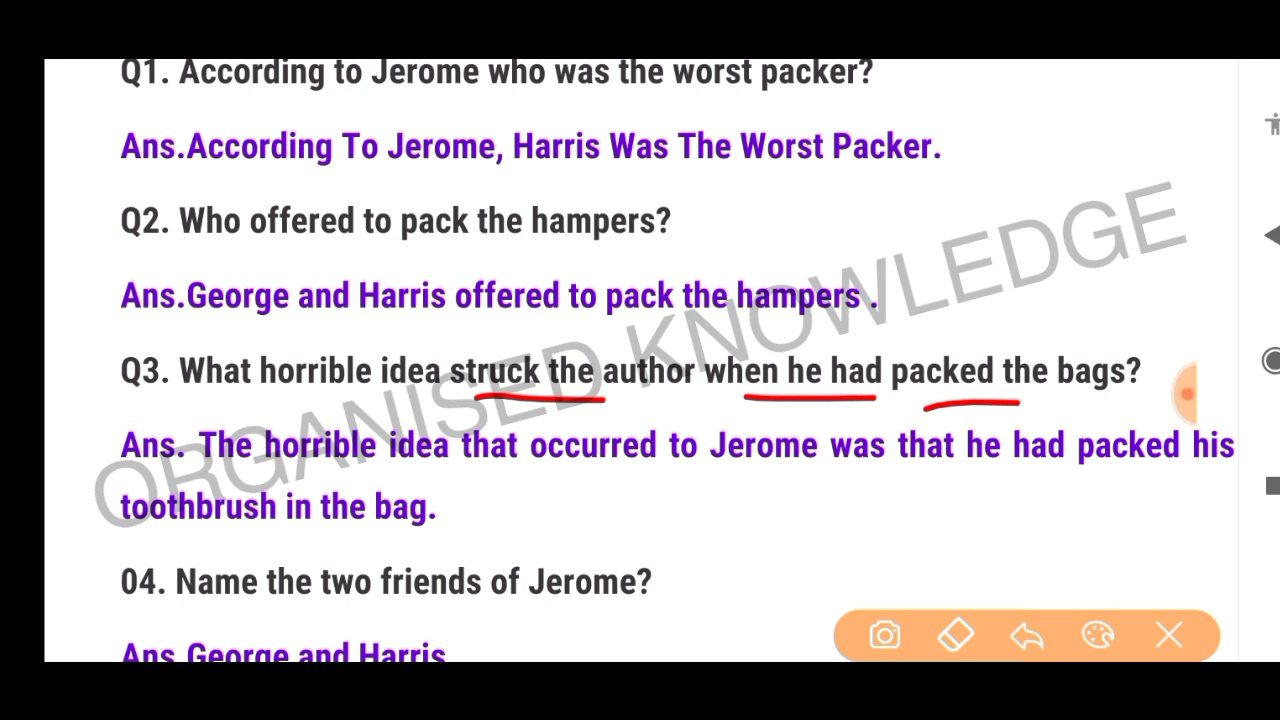 Q1. According to Jerome who was the worst packer?
Ans.According To Jerome, Harris Was The Worst Packer.
Q2. Who offered to pack the hampers?
Ans.George and Harris offered to pack the hampers .
Q3. What horrible idea struck the author when he had packed the bags?
Ans. The horrible idea that occurred to Jerome was that he had packed his
toothbrush in the bag.
04. Name the two friends of Jerome?
Ans.George and Harris
ORGANISED KNOWLEDGE